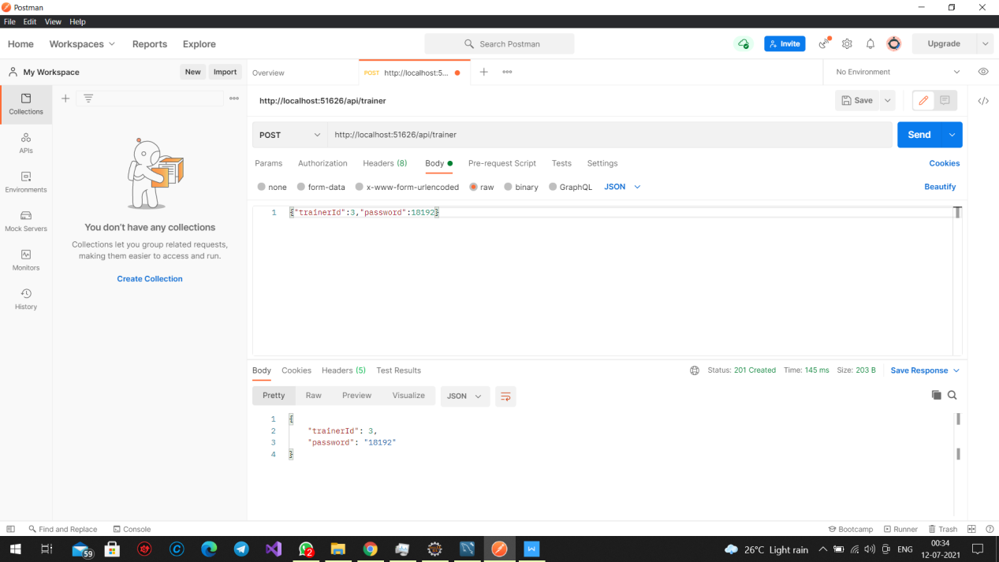 Postman
File Edit View Help
Home Workspaces Reports Explore Search Postman Invite Upgrade
My Workspace New Import Overview POST http://localhost:5... No Environment
Collections
APIs
Environments
Mock Servers
Monitors
History
You don't have any collections
Collections let you group related requests,
making them easier to access and run.
Create Collection
http://localhost:51626/api/trainer Save
POST http://localhost:51626/api/trainer Send
Params Authorization Headers (8) Body Pre-request Script Tests Settings Cookies
none form-data x-www-form-urlencoded raw binary GraphQL JSON Beautify
1 {"trainerId":3,"password":18192}
Body Cookies Headers (5) Test Results Status: 201 Created Time: 145 ms Size: 203 B Save Response
Pretty Raw Preview Visualize JSON
1 {
2 "trainerId": 3,
3 "password": "18192"
4 }
Find and Replace Console Bootcamp Runner Trash
59 2 26°C Light rain ENG 00:34
12-07-2021